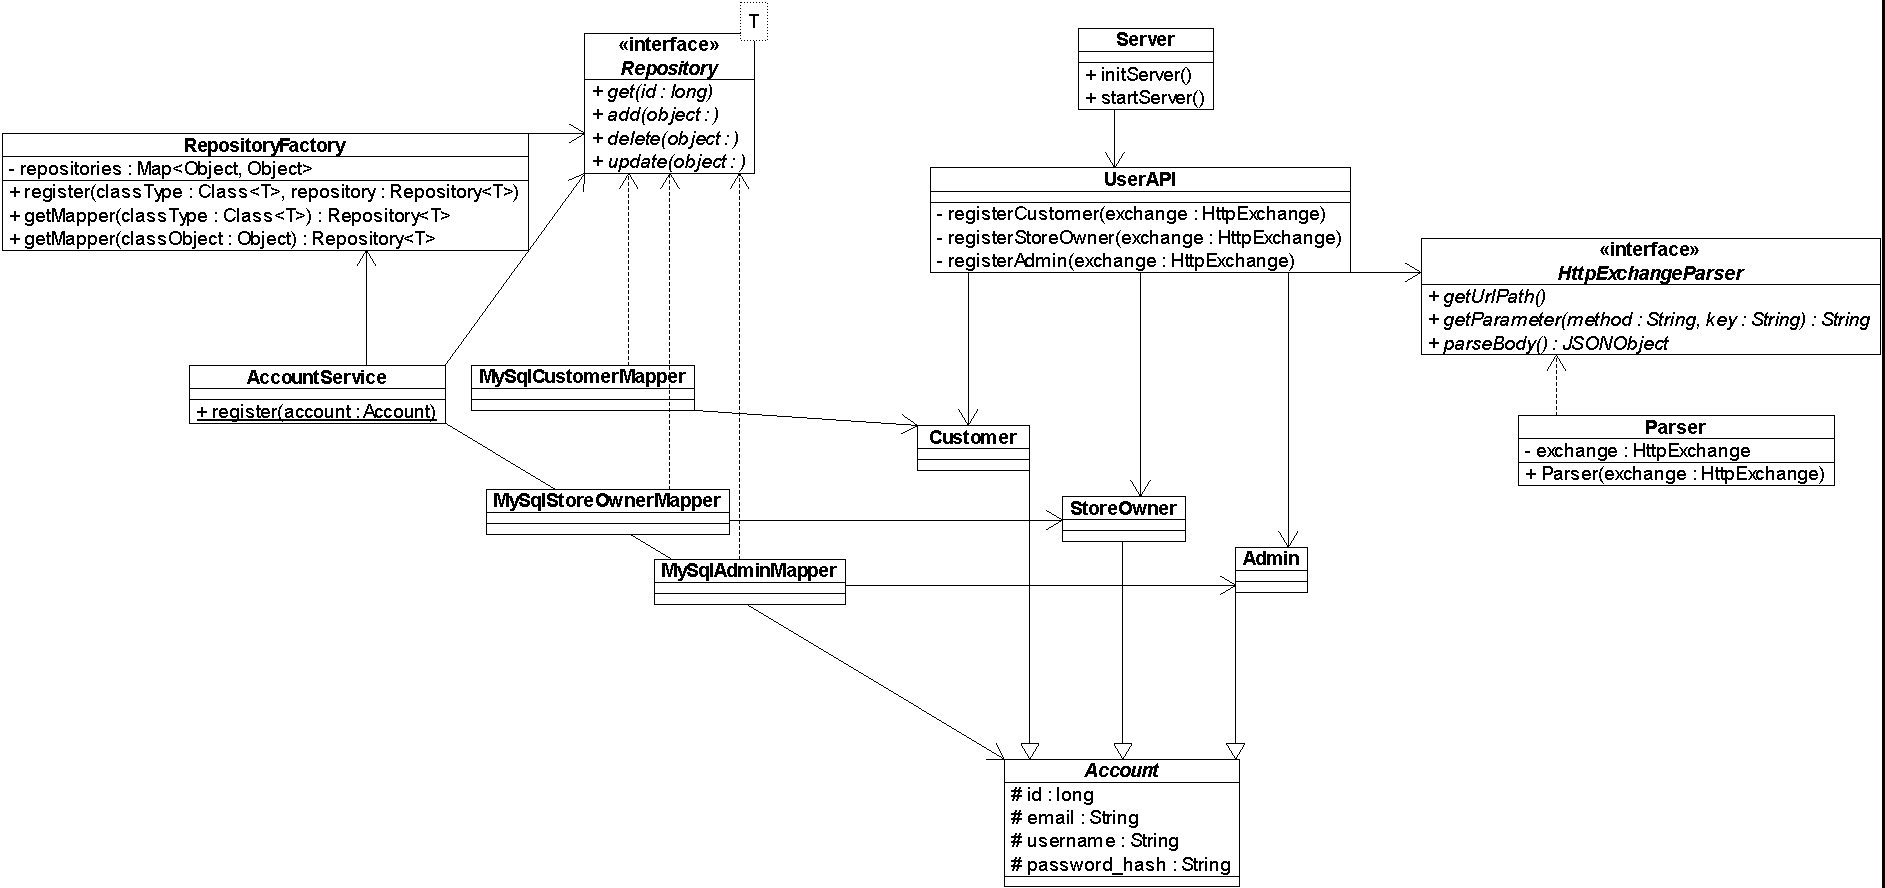 T
«interface»
Repository
+ get(id : long)
+ add(object : )
+ delete(object : )
+ update(object : )
Server
+ initServer()
+ startServer()
RepositoryFactory
- repositories : Map<Object, Object>
+ register(classType : Class<T>, repository : Repository<T>)
+ getMapper(classType : Class<T>) : Repository<T>
+ getMapper(classObject : Object) : Repository<T>
UserAPI
- registerCustomer(exchange : HttpExchange)
- registerStoreOwner(exchange : HttpExchange)
- registerAdmin(exchange : HttpExchange)
«interface»
HttpExchangeParser
+ getUrlPath()
+ getParameter(method : String, key : String) : String
+ parseBody() : JSONObject
AccountService
+ register(account : Account)
MySqlCustomerMapper
Customer
Parser
- exchange : HttpExchange
+ Parser(exchange : HttpExchange)
MySqlStoreOwnerMapper
StoreOwner
MySqlAdminMapper
Admin
Account
# id : long
# email : String
# username : String
# password_hash : String